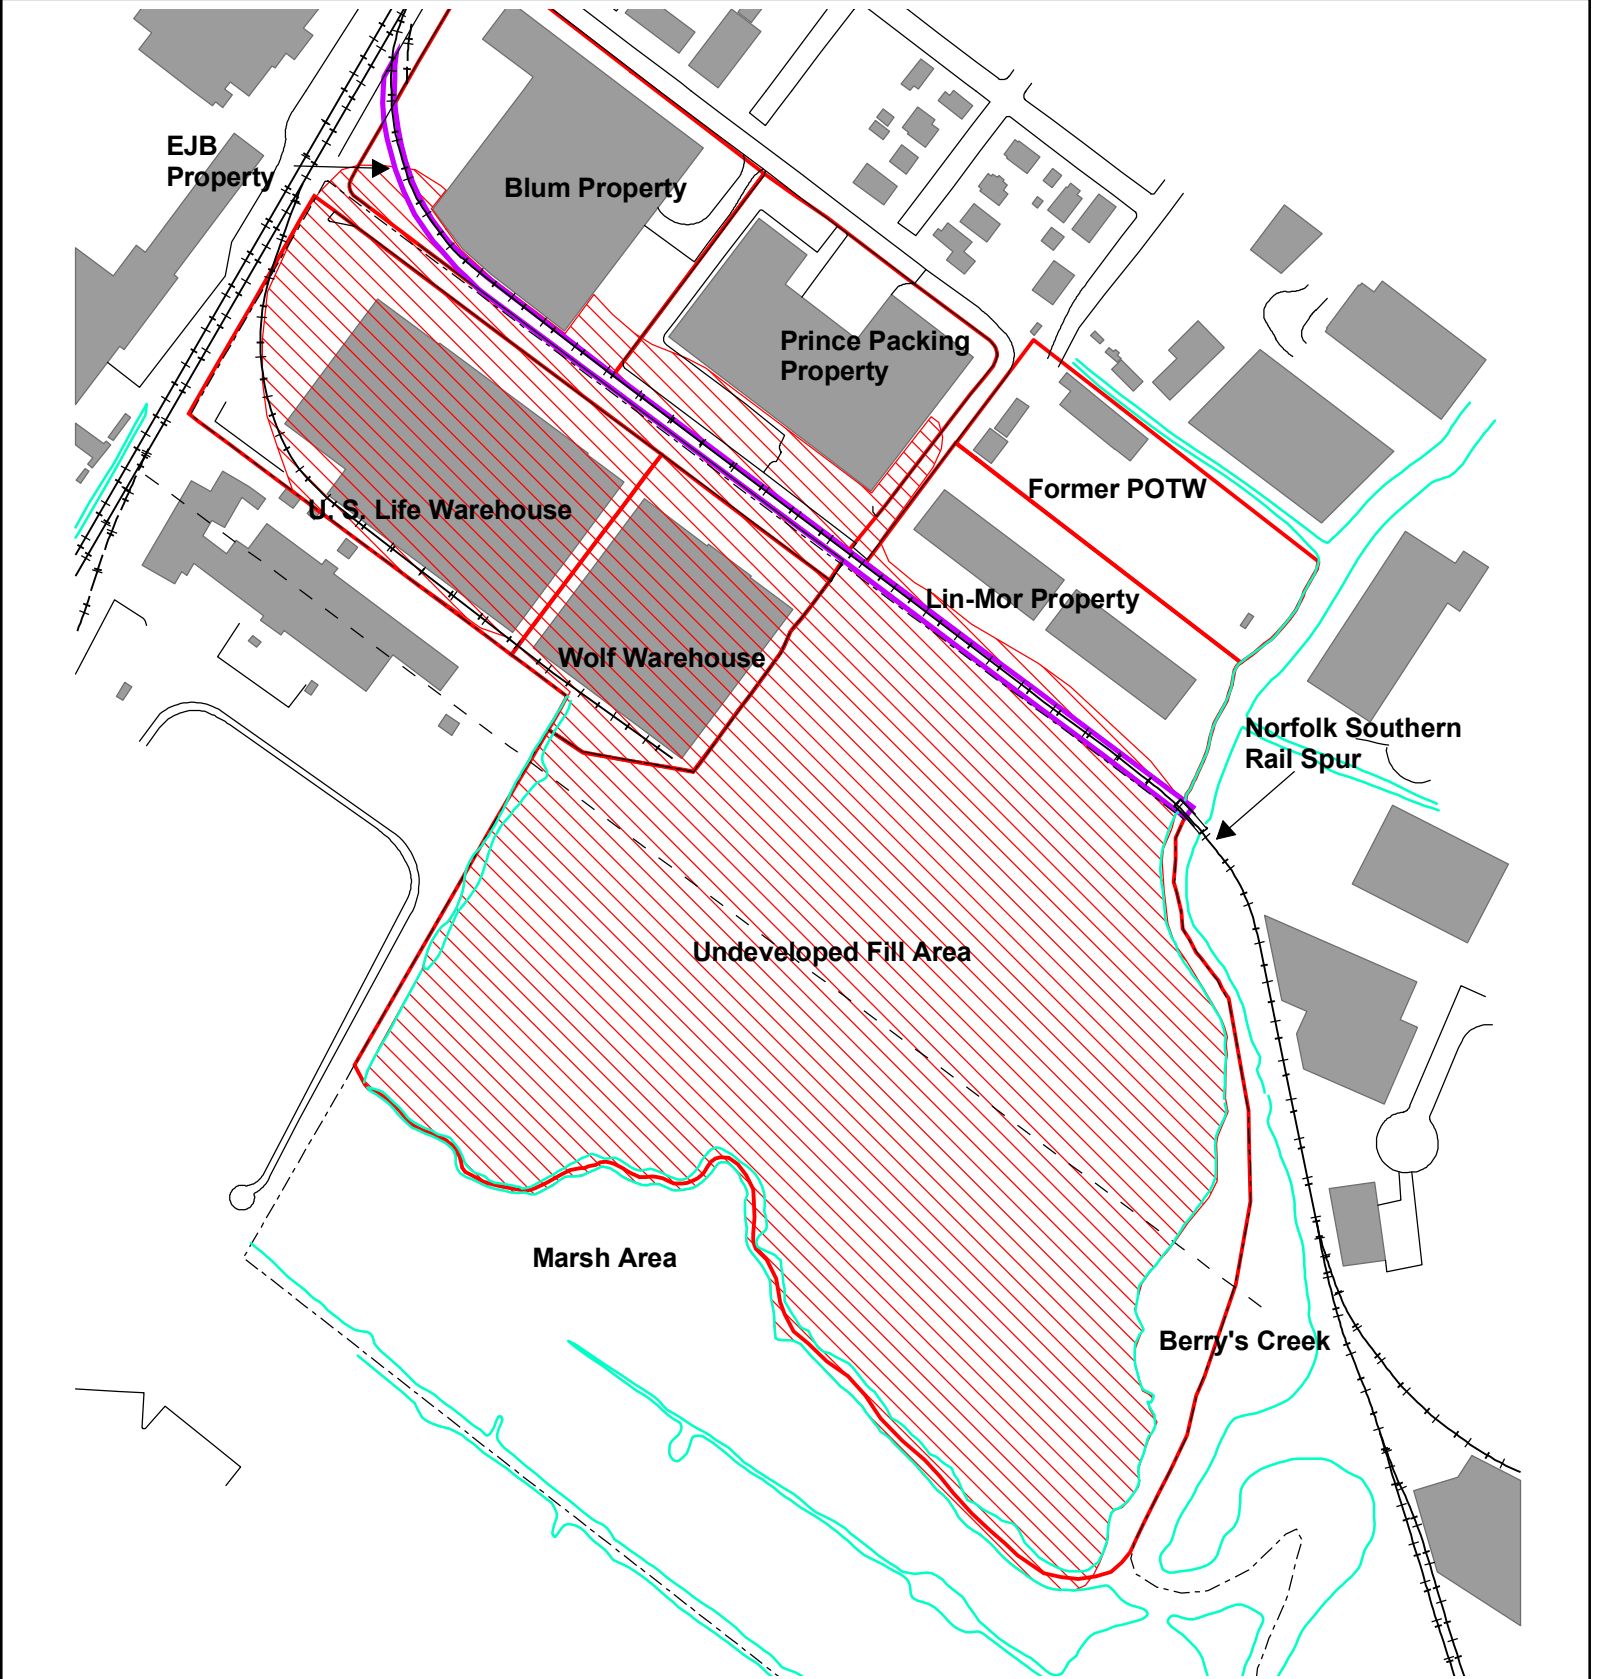 EJB
Property
Blum Property
Prince Packing
Property
Former POTW
U. S. Life Warehouse
Lin-Mor Property
Wolf Warehouse
Norfolk Southern
Rail Spur
Undeveloped Fill Area
Marsh Area
Berry's Creek